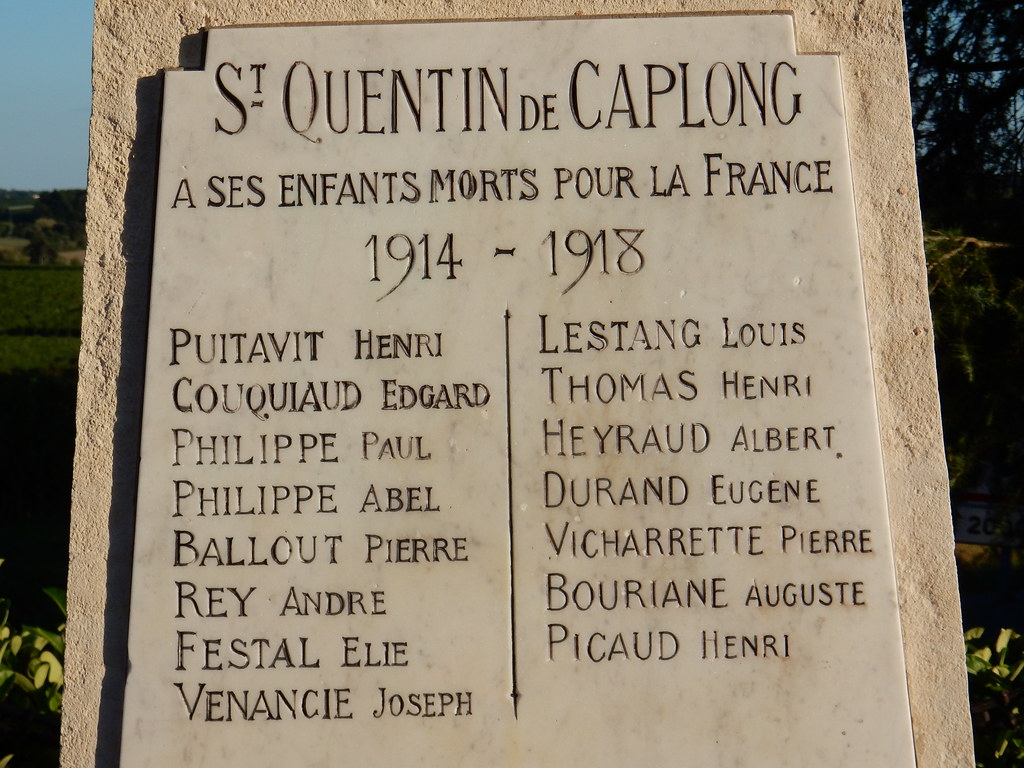 ST QUENTIN DE CAPLONG
A SES ENFANTS MORTS POUR LA FRANCE
1914 - 1918
PUITAVIT HENRI
COUQUIAUD EDGARD
PHILIPPE PAUL
PHILIPPE ABEL
BALLOUT PIERRE
REY ANDRE
FESTAL ELIE
VENANCIE JOSEPH
LESTANG LOUIS
THOMAS HENRI
HEYRAUD ALBERT.
DURAND EUGENE
VICHARRETTE PIERRE
BOURIANE AUGUSTE
PICAUD HENRI